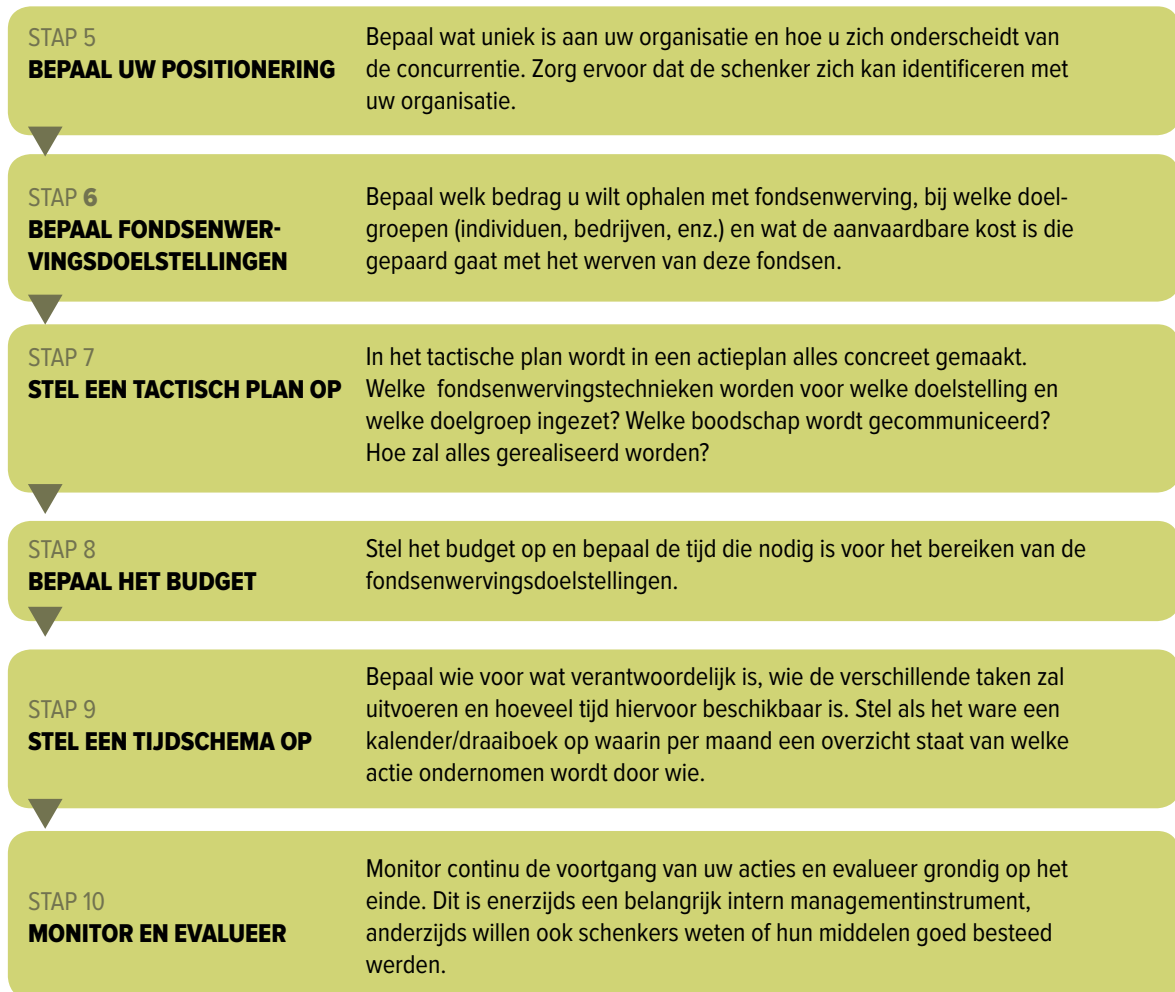 STAP 5
BEPAAL UW POSITIONERING
Bepaal wat uniek is aan uw organisatie en hoe u zich onderscheidt van
de concurrentie. Zorg ervoor dat de schenker zich kan identificeren met
uw organisatie.
STAP 6
BEPAAL FONDSENWER-
VINGSDOELSTELLINGEN
Bepaal welk bedrag u wilt ophalen met fondsenwerving, bij welke doel-
groepen (individuen, bedrijven, enz.) en wat de aanvaardbare kost is die
gepaard gaat met het werven van deze fondsen.
STAP 7
STEL EEN TACTISCH PLAN OP
In het tactische plan wordt in een actieplan alles concreet gemaakt.
Welke fondsenwervingstechnieken worden voor welke doelstelling en
welke doelgroep ingezet? Welke boodschap wordt gecommuniceerd?
Hoe zal alles gerealiseerd worden?
STAP 8
BEPAAL HET BUDGET
Stel het budget op en bepaal de tijd die nodig is voor het bereiken van de
fondsenwervingsdoelstellingen.
STAP 9
STEL EEN TIJDSCHEMA OP
Bepaal wie voor wat verantwoordelijk is, wie de verschillende taken zal
uitvoeren en hoeveel tijd hiervoor beschikbaar is. Stel als het ware een
kalender/draaiboek op waarin per maand een overzicht staat van welke
actie ondernomen wordt door wie.
STAP 10
MONITOR EN EVALUEER
Monitor continu de voortgang van uw acties en evalueer grondig op het
einde. Dit is enerzijds een belangrijk intern managementinstrument,
anderzijds willen ook schenkers weten of hun middelen goed besteed
werden.